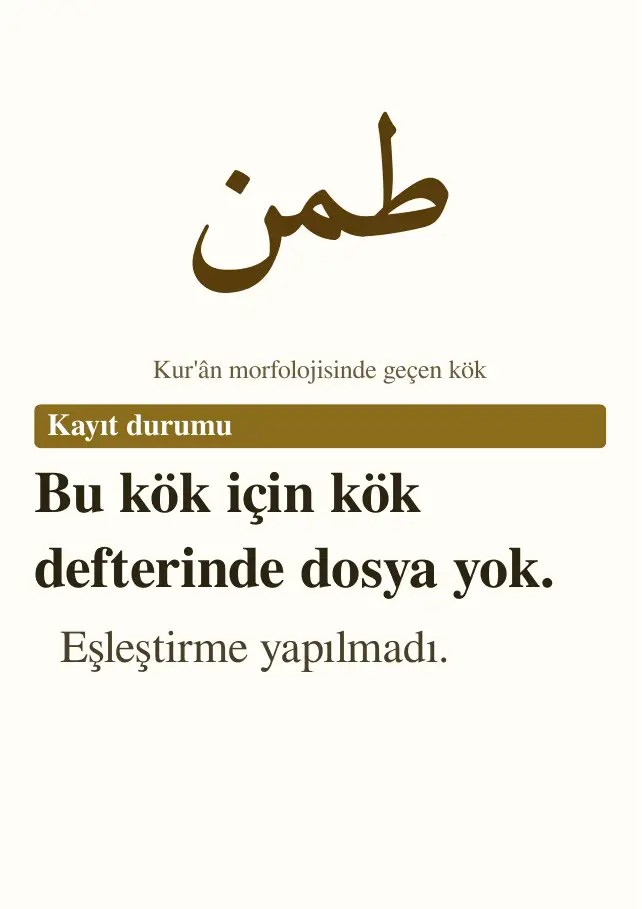 طمن
Kur'ân morfolojisinde geçen kök
Kayıt durumu
Bu kök için kök
defterinde dosya yok.
Eşleştirme yapılmadı.